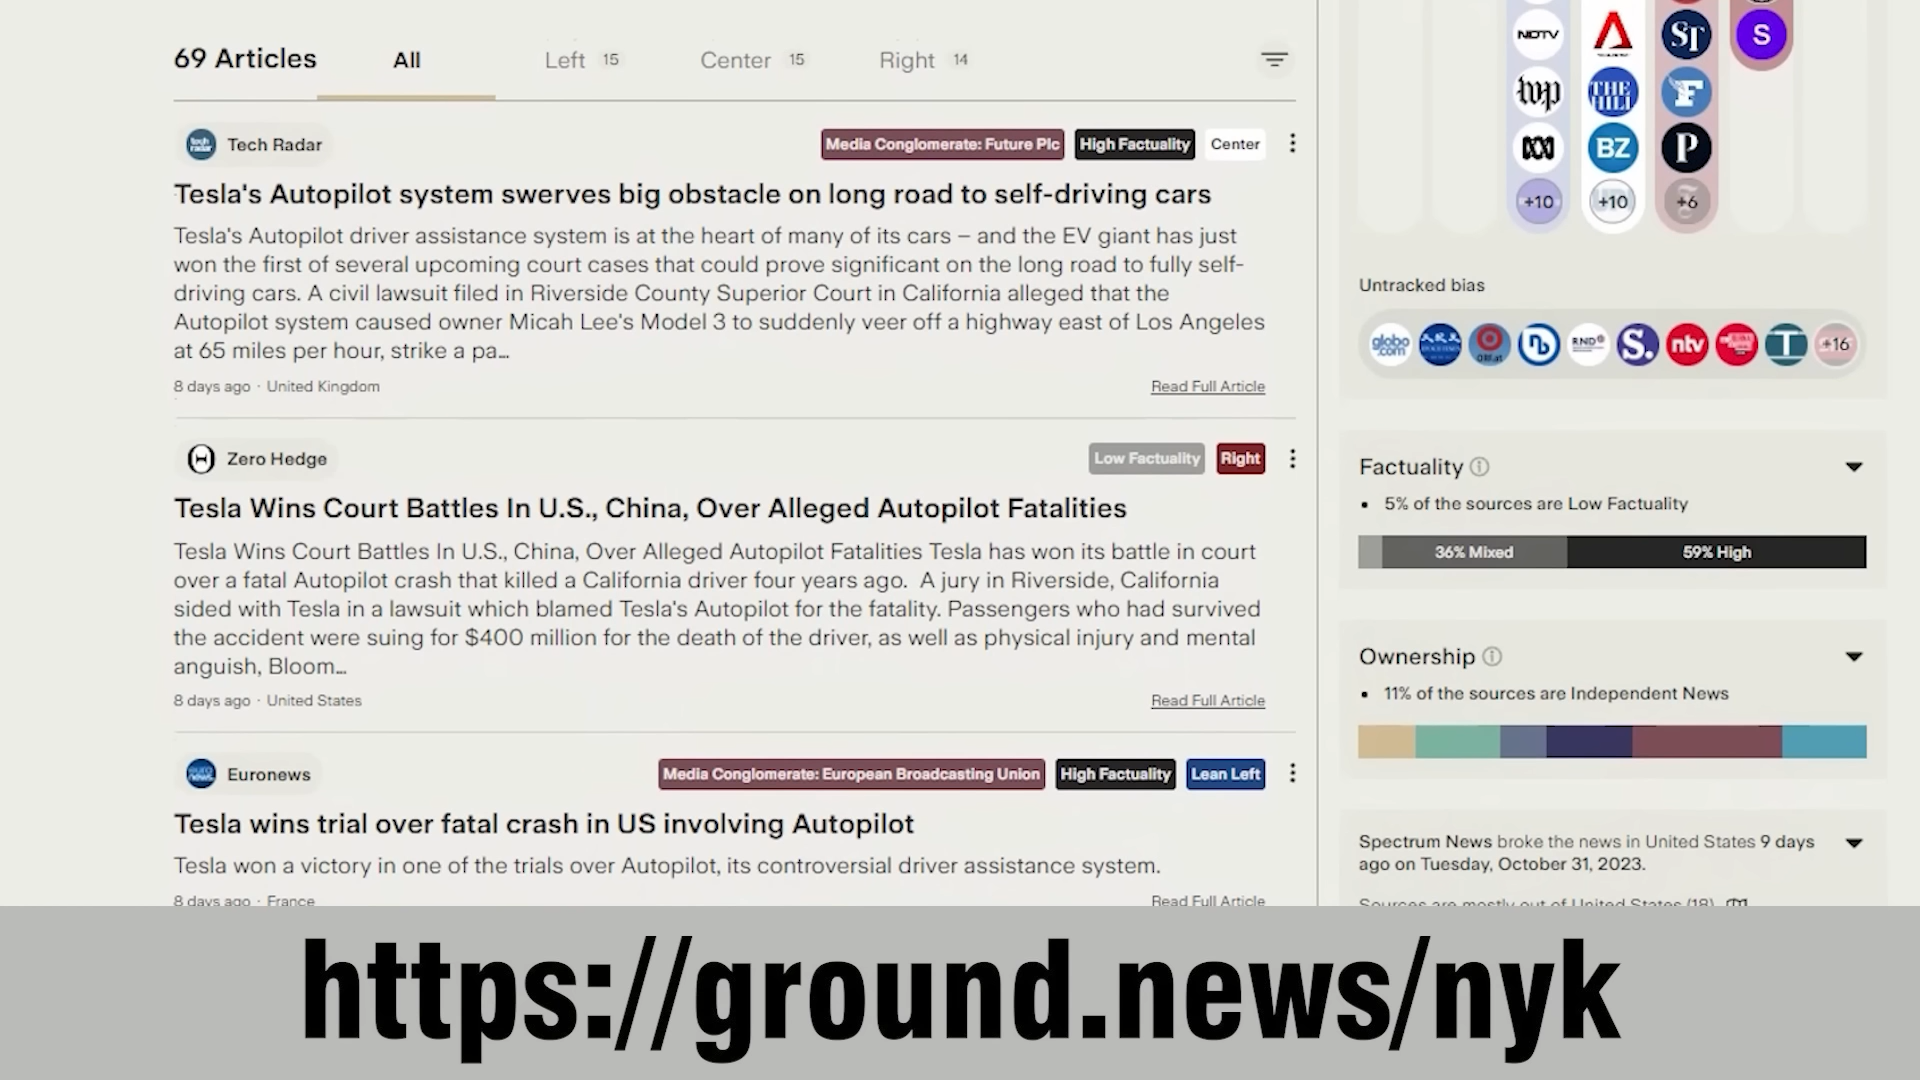 69 Articles All Left 15 Center 15 Right 14
Tech Radar Media Conglomerate: Future Plc High Factuality Center
Tesla's Autopilot system swerves big obstacle on long road to self-driving cars
Tesla's Autopilot driver assistance system is at the heart of many of its cars – and the EV giant has just
won the first of several upcoming court cases that could prove significant on the long road to fully self-
driving cars. A civil lawsuit filed in Riverside County Superior Court in California alleged that the
Autopilot system caused owner Micah Lee's Model 3 to suddenly veer off a highway east of Los Angeles
at 65 miles per hour, strike a pa...
8 days ago · United Kingdom Read Full Article
Zero Hedge Low Factuality Right
Tesla Wins Court Battles In U.S., China, Over Alleged Autopilot Fatalities
Tesla Wins Court Battles In U.S., China, Over Alleged Autopilot Fatalities Tesla has won its battle in court
over a fatal Autopilot crash that killed a California driver four years ago. A jury in Riverside, California
sided with Tesla in a lawsuit which blamed Tesla's Autopilot for the fatality. Passengers who had survived
the accident were suing for $400 million for the death of the driver, as well as physical injury and mental
anguish, Bloom...
8 days ago · United States Read Full Article
Euronews Media Conglomerate: European Broadcasting Union High Factuality Lean Left
Tesla wins trial over fatal crash in US involving Autopilot
Tesla won a victory in one of the trials over Autopilot, its controversial driver assistance system.
8 days ago · France Read Full Article
NDTV ST S
wp THE HILL F
BZ P
+10 +10 +6
Untracked bias
globo.com RND S. ntv T +16
Factuality
• 5% of the sources are Low Factuality
36% Mixed 59% High
Ownership
• 11% of the sources are Independent News
Spectrum News broke the news in United States 9 days
ago on Tuesday, October 31, 2023.
Sources are mostly out of United States (18)
https://ground.news/nyk